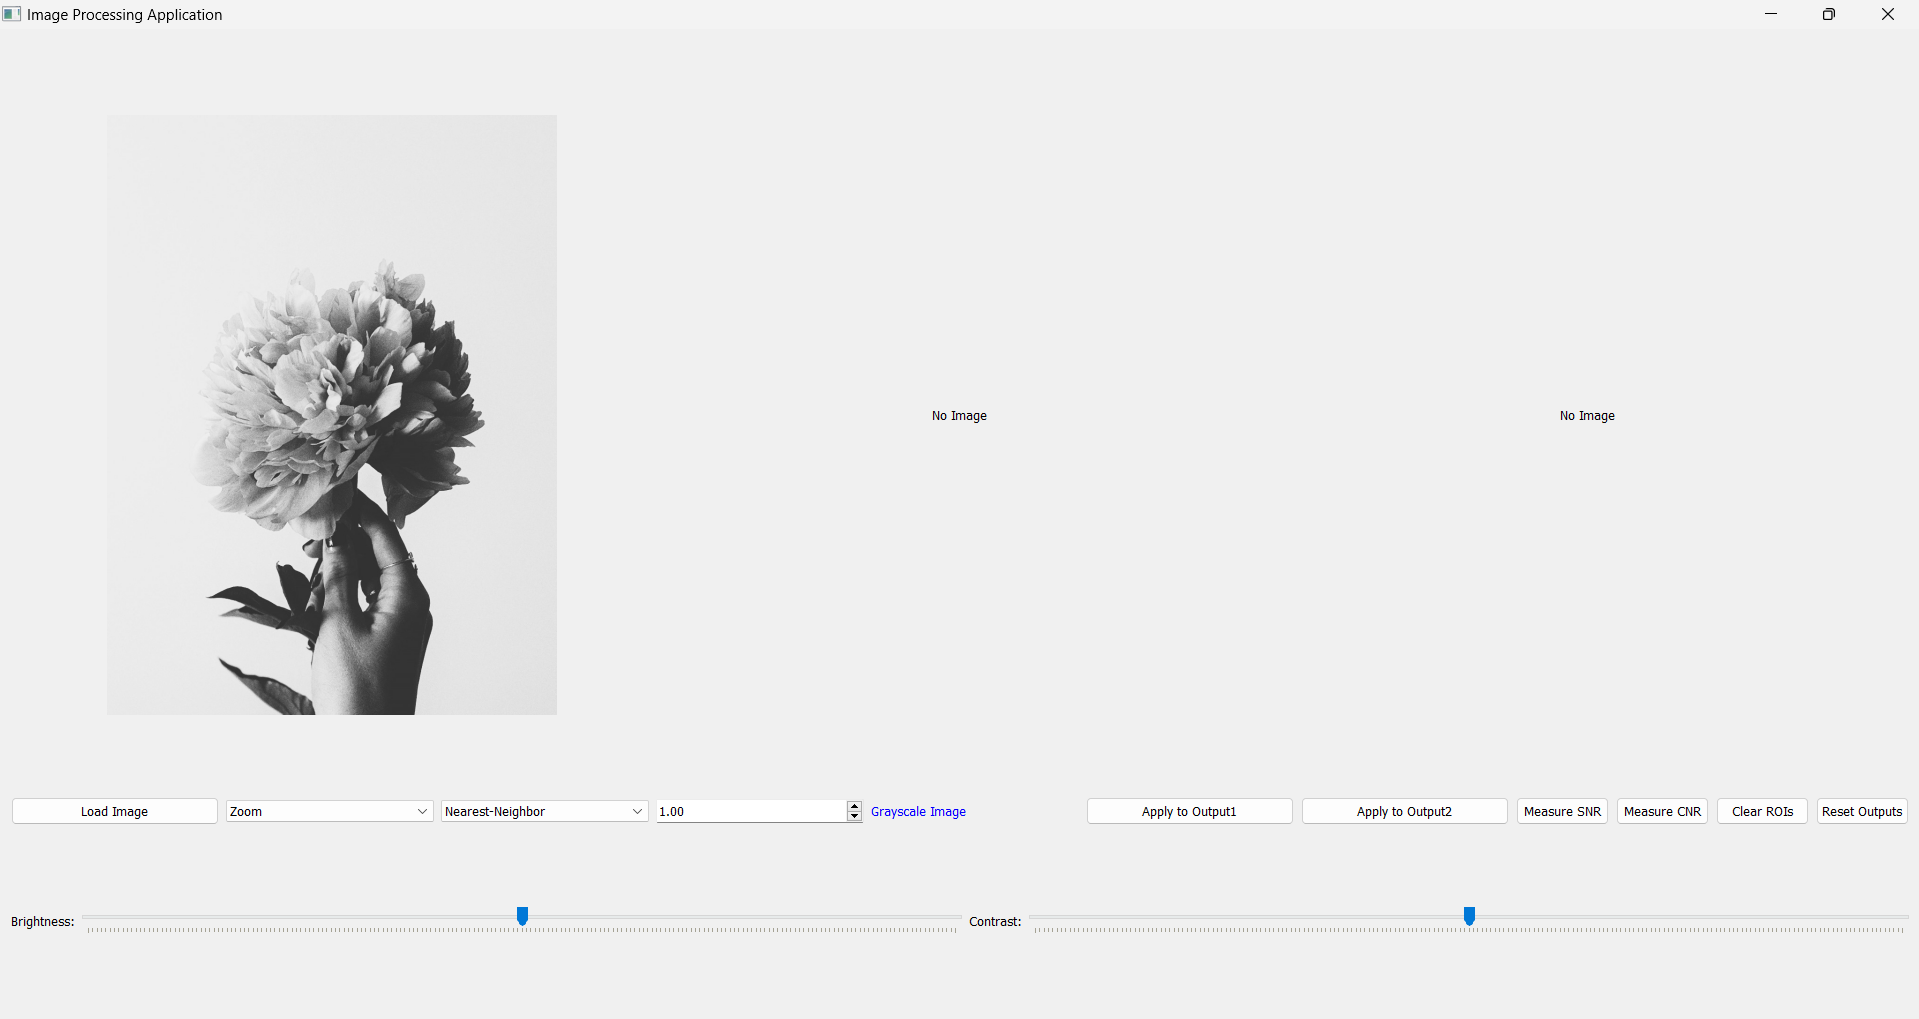 Image Processing Application
No Image
No Image
Load Image
Zoom
Nearest-Neighbor
1.00
Grayscale Image
Apply to Output1
Apply to Output2
Measure SNR
Measure CNR
Clear ROIs
Reset Outputs
Brightness:
Contrast: